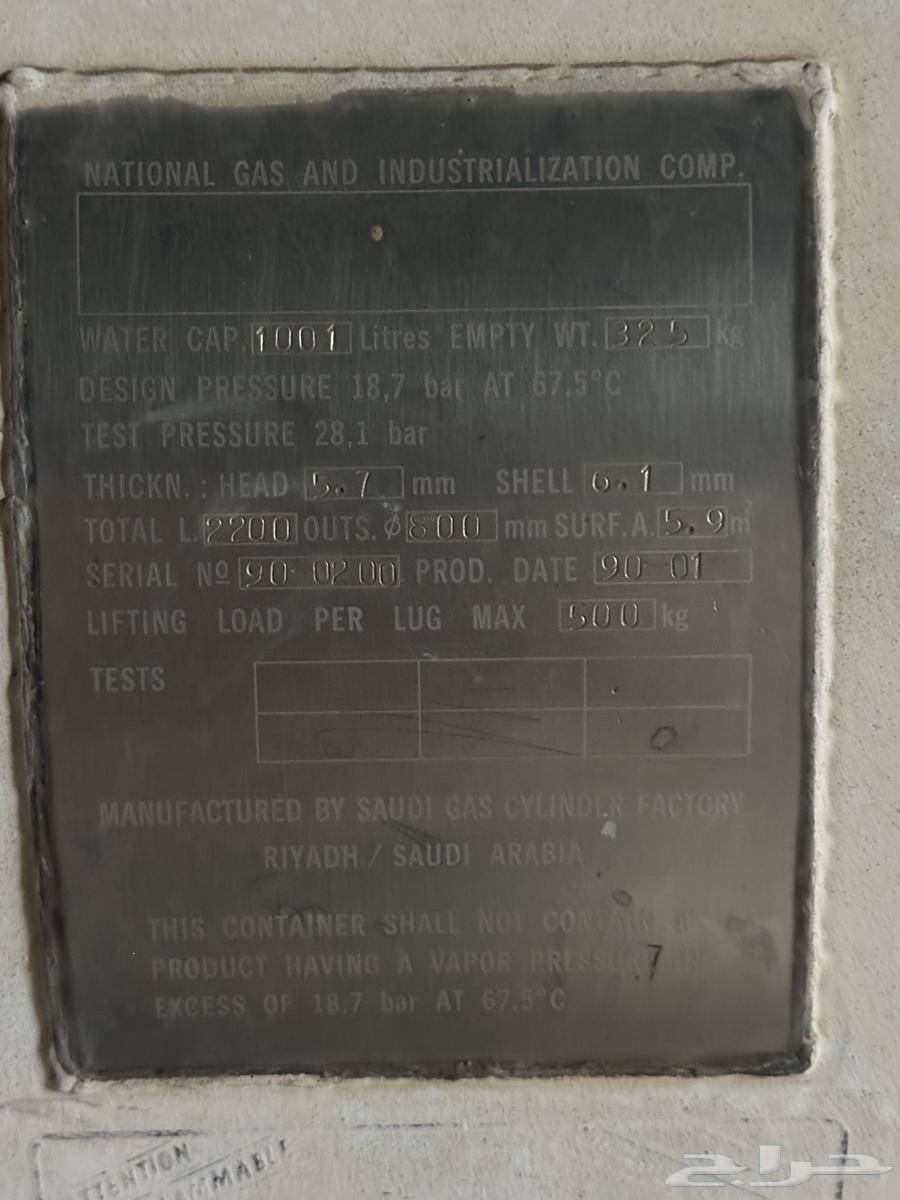 NATIONAL GAS AND INDUSTRIALIZATION COMP.
WATER CAP. 1001 Litres EMPTY WT. 325 kg
DESIGN PRESSURE 18,7 bar AT 67,5°C
TEST PRESSURE 28,1 bar
THICKN.: HEAD 5.7 mm SHELL 6.1 mm
TOTAL L. 2200 OUTS. Ø 800 mm SURF.A. 5.9 m²
SERIAL Nº 90-0200 PROD. DATE 90-01
LIFTING LOAD PER LUG MAX 500 kg
TESTS
MANUFACTURED BY SAUDI GAS CYLINDER FACTORY
RIYADH / SAUDI ARABIA
THIS CONTAINER SHALL NOT CONTAIN A
PRODUCT HAVING A VAPOR PRESSURE IN
EXCESS OF 18,7 bar AT 67,5°C
7
ATTENTION
FLAMMABLE
حراج